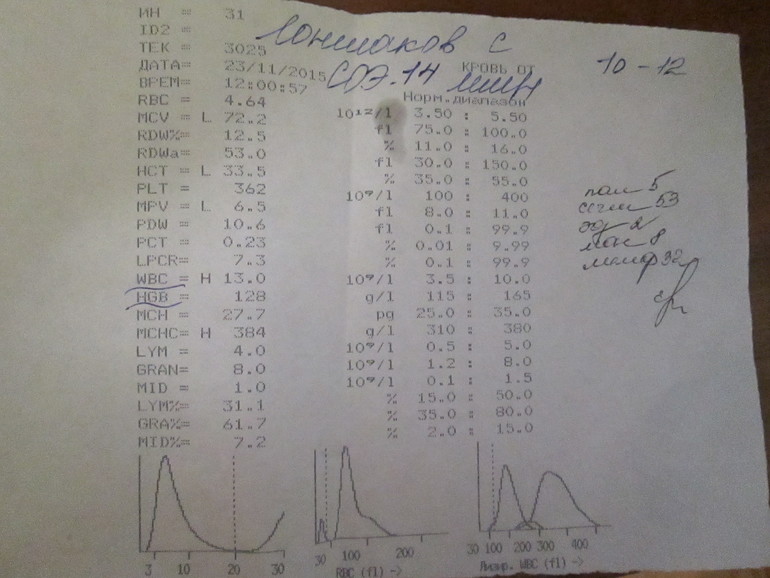 ИН = 31
ID2 =
ТЕК = 3025
ДАТА= 23/11/2015 КРОВЬ ОТ 10-12
ВРЕМ= 12:00:57 СОЭ-14 мм/ч Норм.диапазон
RBC = 4.64 10¹²/l 3.50 : 5.50
MCV = L 72.2 fl 75.0 : 100.0
RDW%= 12.5 % 11.0 : 16.0
RDWa= 53.0 fl 30.0 : 150.0
HCT = L 33.5 % 35.0 : 55.0
PLT = 362 10⁹/l 100 : 400
MPV = L 6.5 fl 8.0 : 11.0
PDW = 10.6 fl 0.1 : 99.9
PCT = 0.23 % 0.01 : 9.99
LPCR= 7.3 % 0.1 : 99.9
WBC = H 13.0 10⁹/l 3.5 : 10.0
HGB = 128 g/l 115 : 165
MCH = 27.7 pg 25.0 : 35.0
MCHC= H 384 g/l 310 : 380
LYM = 4.0 10⁹/l 0.5 : 5.0
GRAN= 8.0 10⁹/l 1.2 : 8.0
MID = 1.0 10⁹/l 0.1 : 1.5
LYM%= 31.1 % 15.0 : 50.0
GRA%= 61.7 % 35.0 : 80.0
MID%= 7.2 % 2.0 : 15.0
пал 5
сегм 53
эоз 2
мон 8
лимф 32
3 10 20 30
30 100 200
RBC (fl) ->
30 100 200 300 400
Лизир. WBC (fl) ->